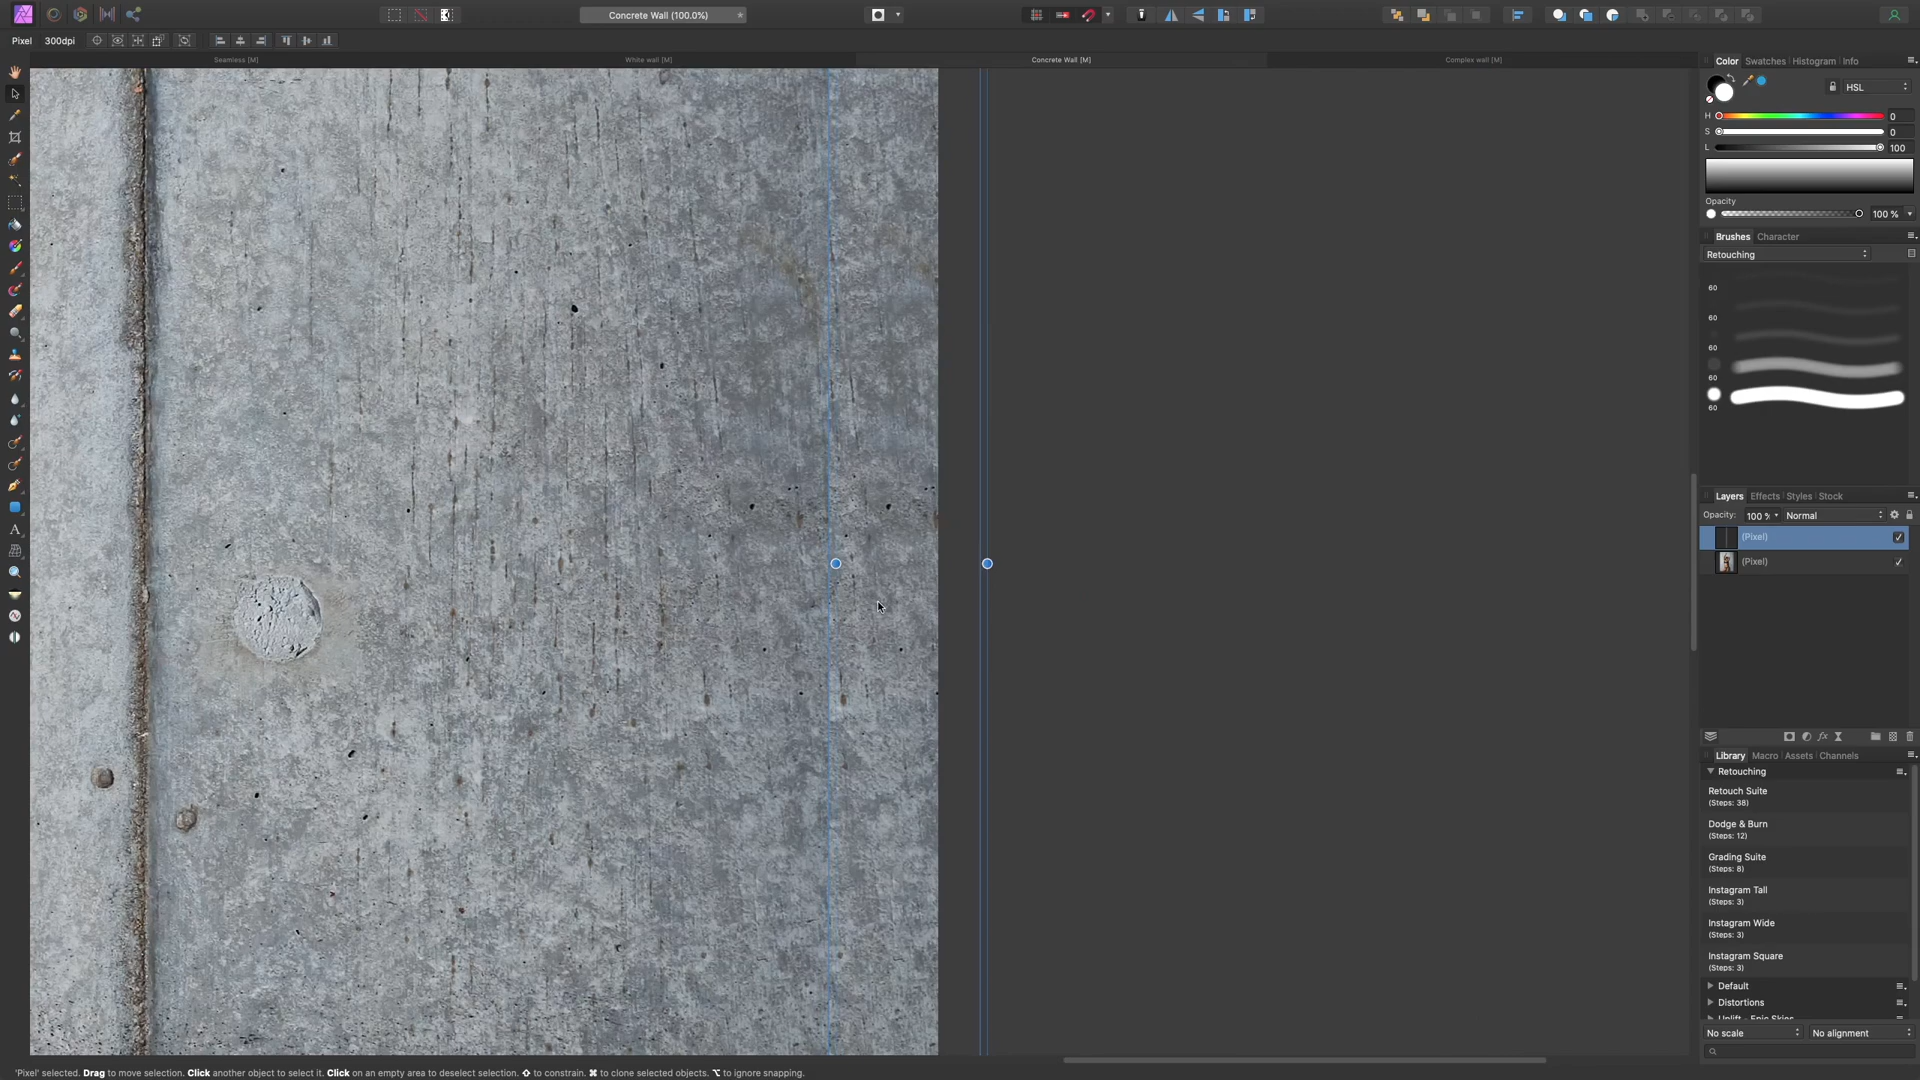 Concrete Wall (100.0%)
Pixel 300dpi
Seamless [M]
White wall [M]
Concrete Wall [M]
Complex wall [M]
Color Swatches Histogram Info
HSL
H 0
S 0
L 100
Opacity
100 %
Brushes Character
Retouching
60
60
60
60
60
Layers Effects Styles Stock
Opacity: 100 % Normal
(Pixel)
(Pixel)
Library Macro Assets Channels
Retouching
Retouch Suite
(Steps: 38)
Dodge & Burn
(Steps: 12)
Grading Suite
(Steps: 8)
Instagram Tall
(Steps: 3)
Instagram Wide
(Steps: 3)
Instagram Square
(Steps: 3)
Default
Distortions
Uplift - Epic Skies
No scale
No alignment
'Pixel' selected. Drag to move selection. Click another object to select it. Click on an empty area to deselect selection. ⇧ to constrain. ⌘ to clone selected objects. ⌥ to ignore snapping.